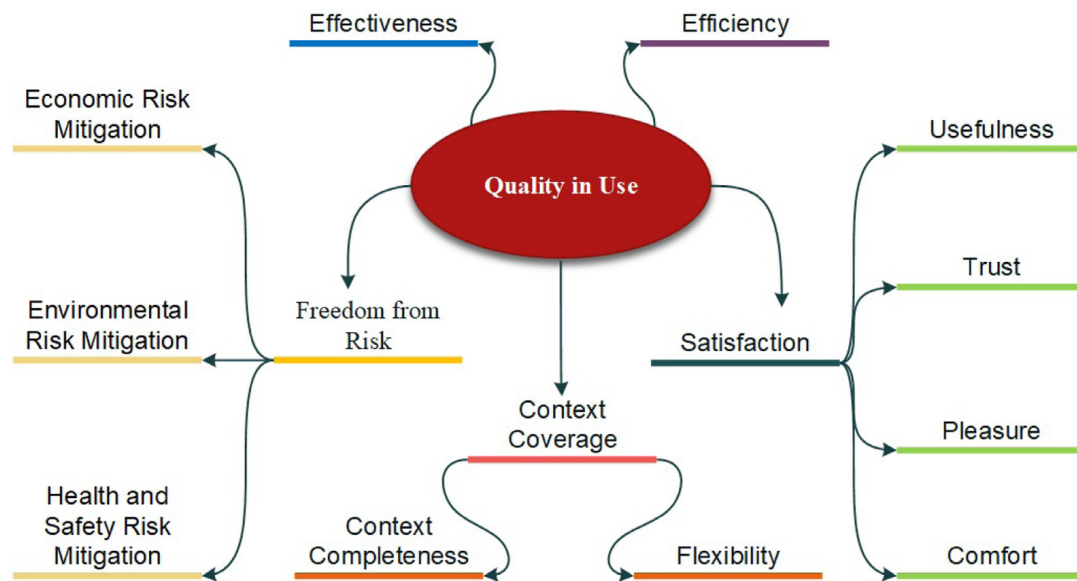 Effectiveness
Efficiency
Economic Risk
Mitigation
Usefulness
Quality in Use
Trust
Environmental
Risk Mitigation
Freedom from
Risk
Satisfaction
Context
Coverage
Pleasure
Health and
Safety Risk
Mitigation
Context
Completeness
Flexibility
Comfort